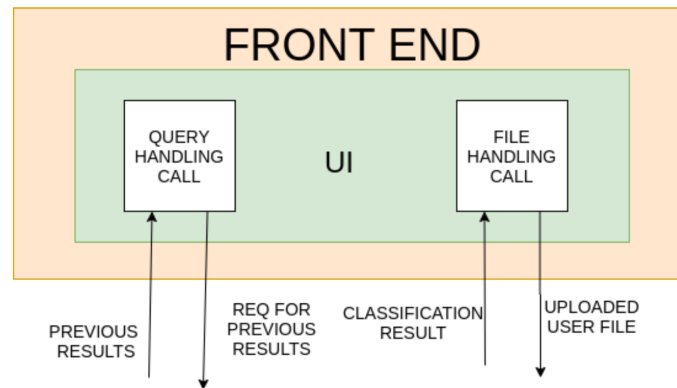 FRONT END
QUERY
HANDLING
CALL
UI
FILE
HANDLING
CALL
PREVIOUS
RESULTS
REQ FOR
PREVIOUS
RESULTS
CLASSIFICATION
RESULT
UPLOADED
USER FILE